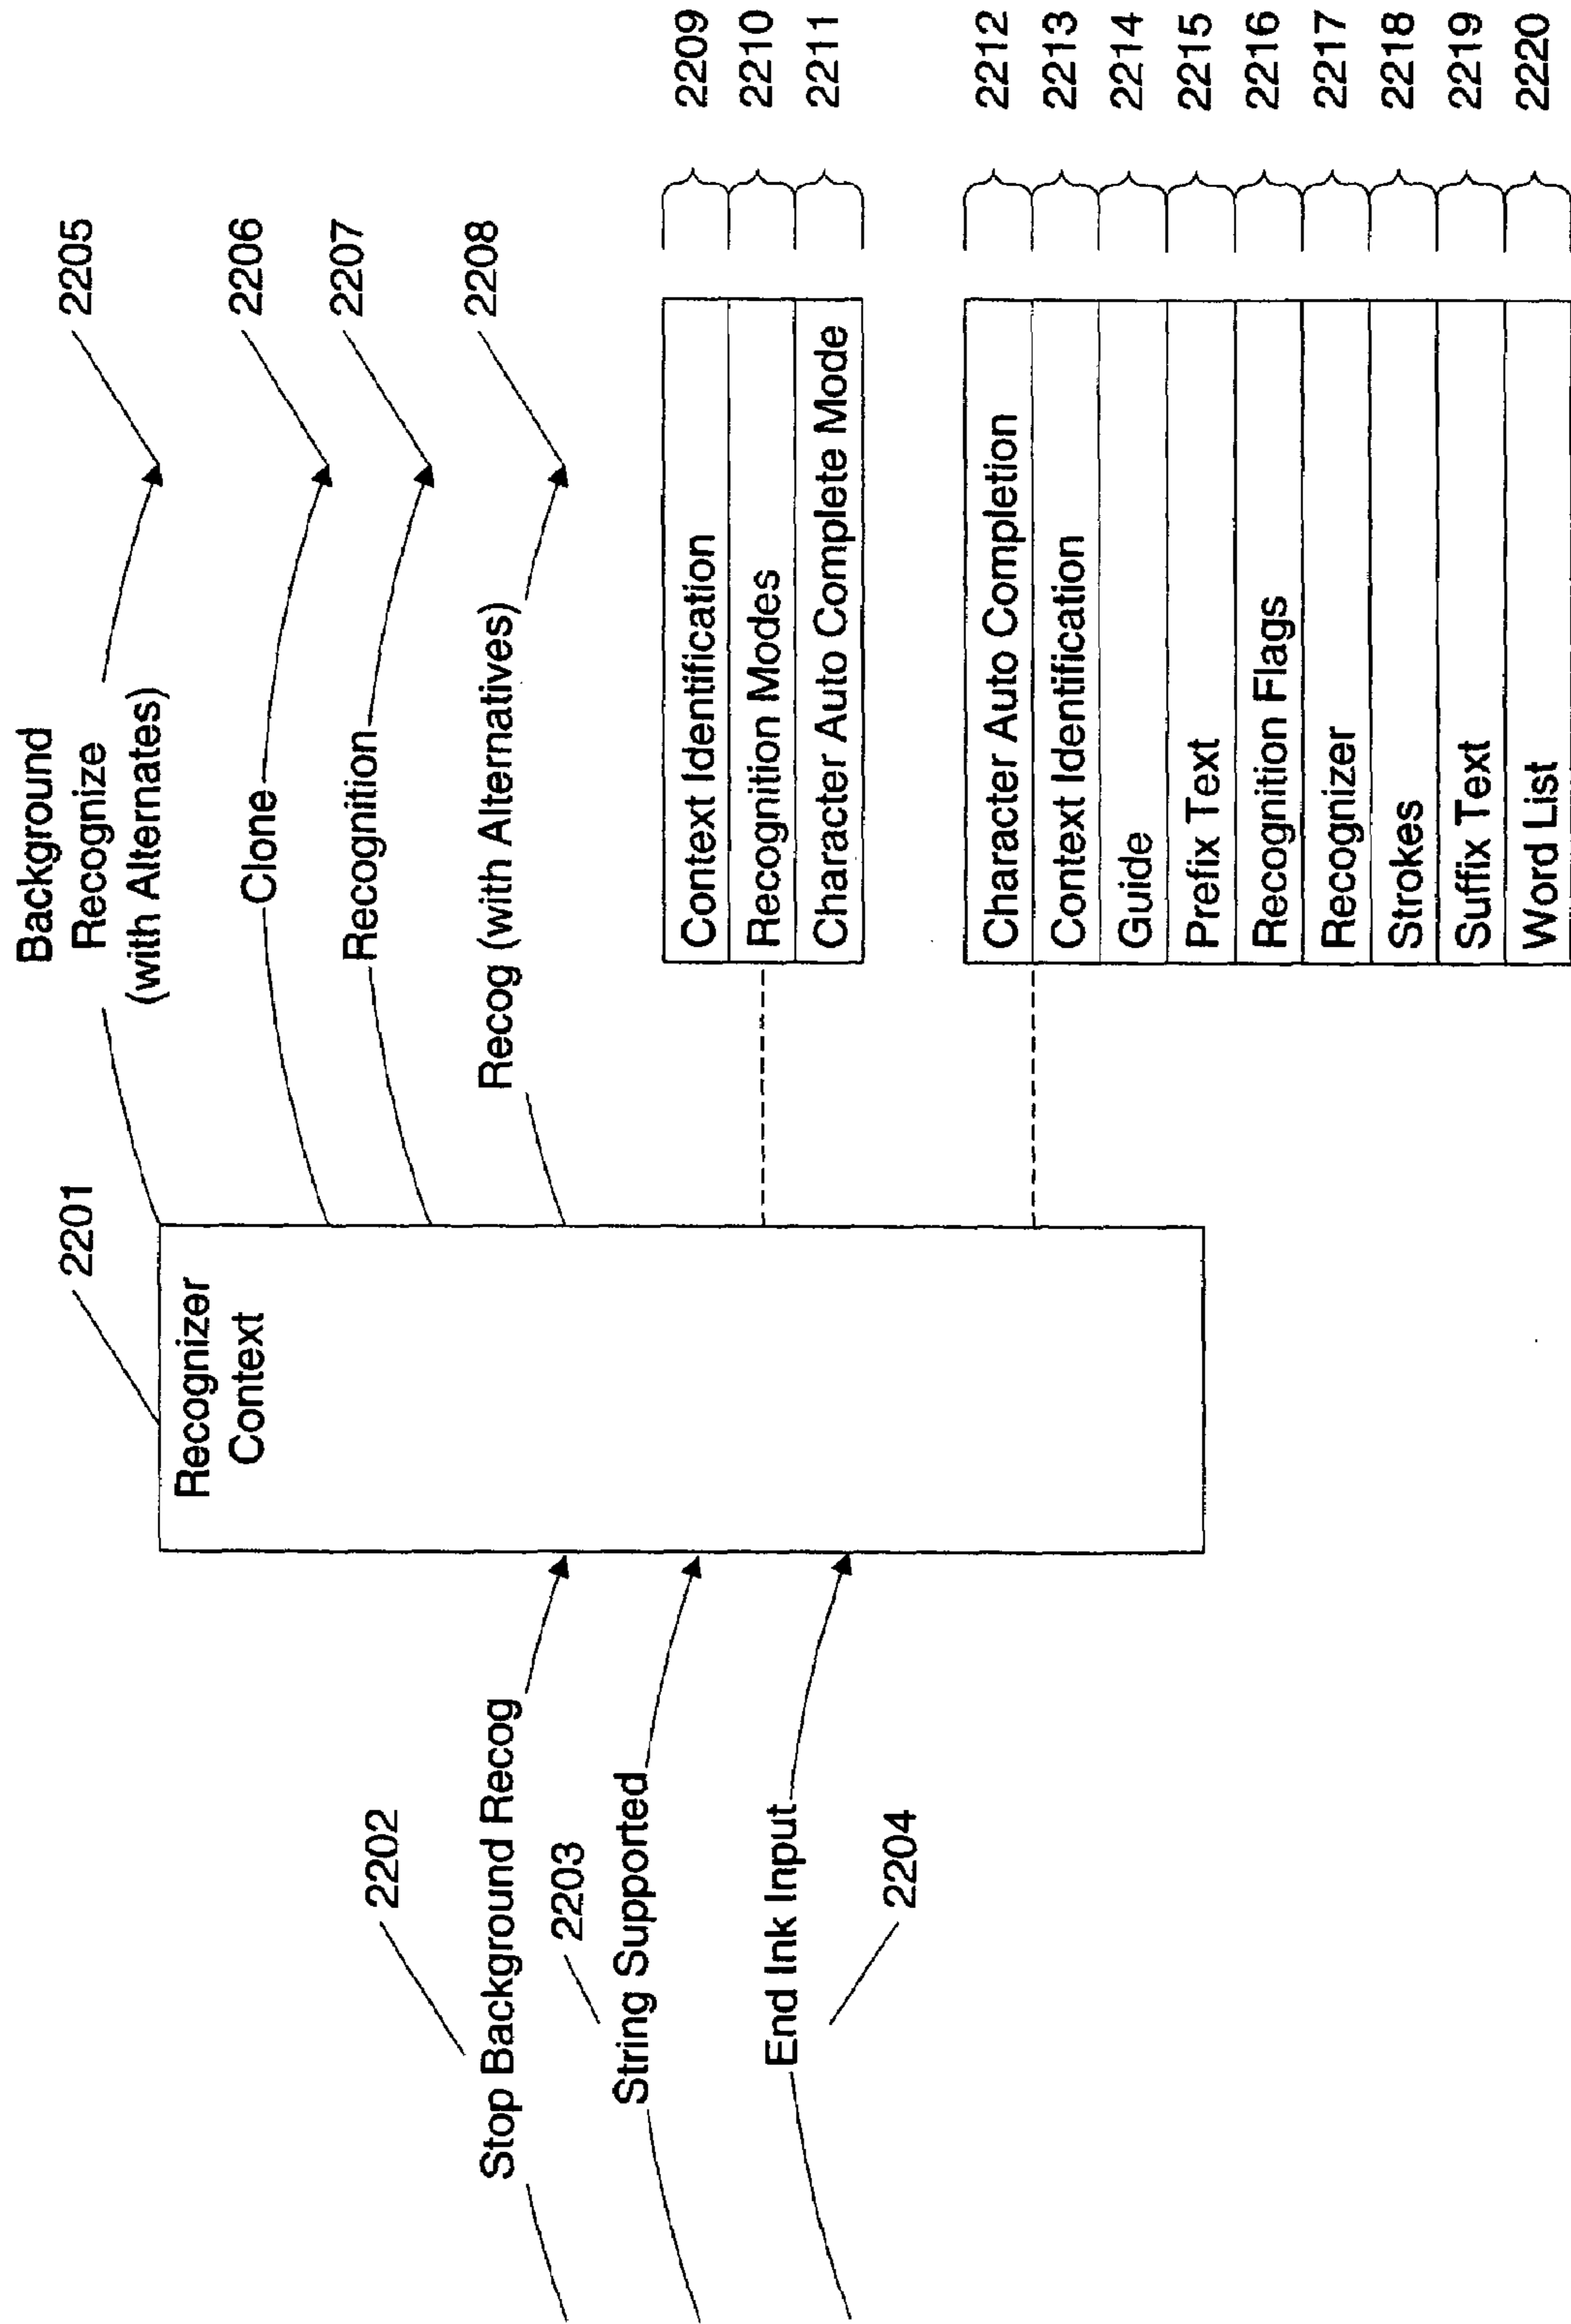 2201
Recognizer
Context
2202
Stop Background Recog
2203
String Supported
End Ink Input
2204
Background
Recognize
(with Alternates)
2205
Clone
2206
Recognition
2207
Recog (with Alternatives)
2208
Context Identification
2209
Recognition Modes
2210
Character Auto Complete Mode
2211
Character Auto Completion
2212
Context Identification
2213
Guide
2214
Prefix Text
2215
Recognition Flags
2216
Recognizer
2217
Strokes
2218
Suffix Text
2219
Word List
2220